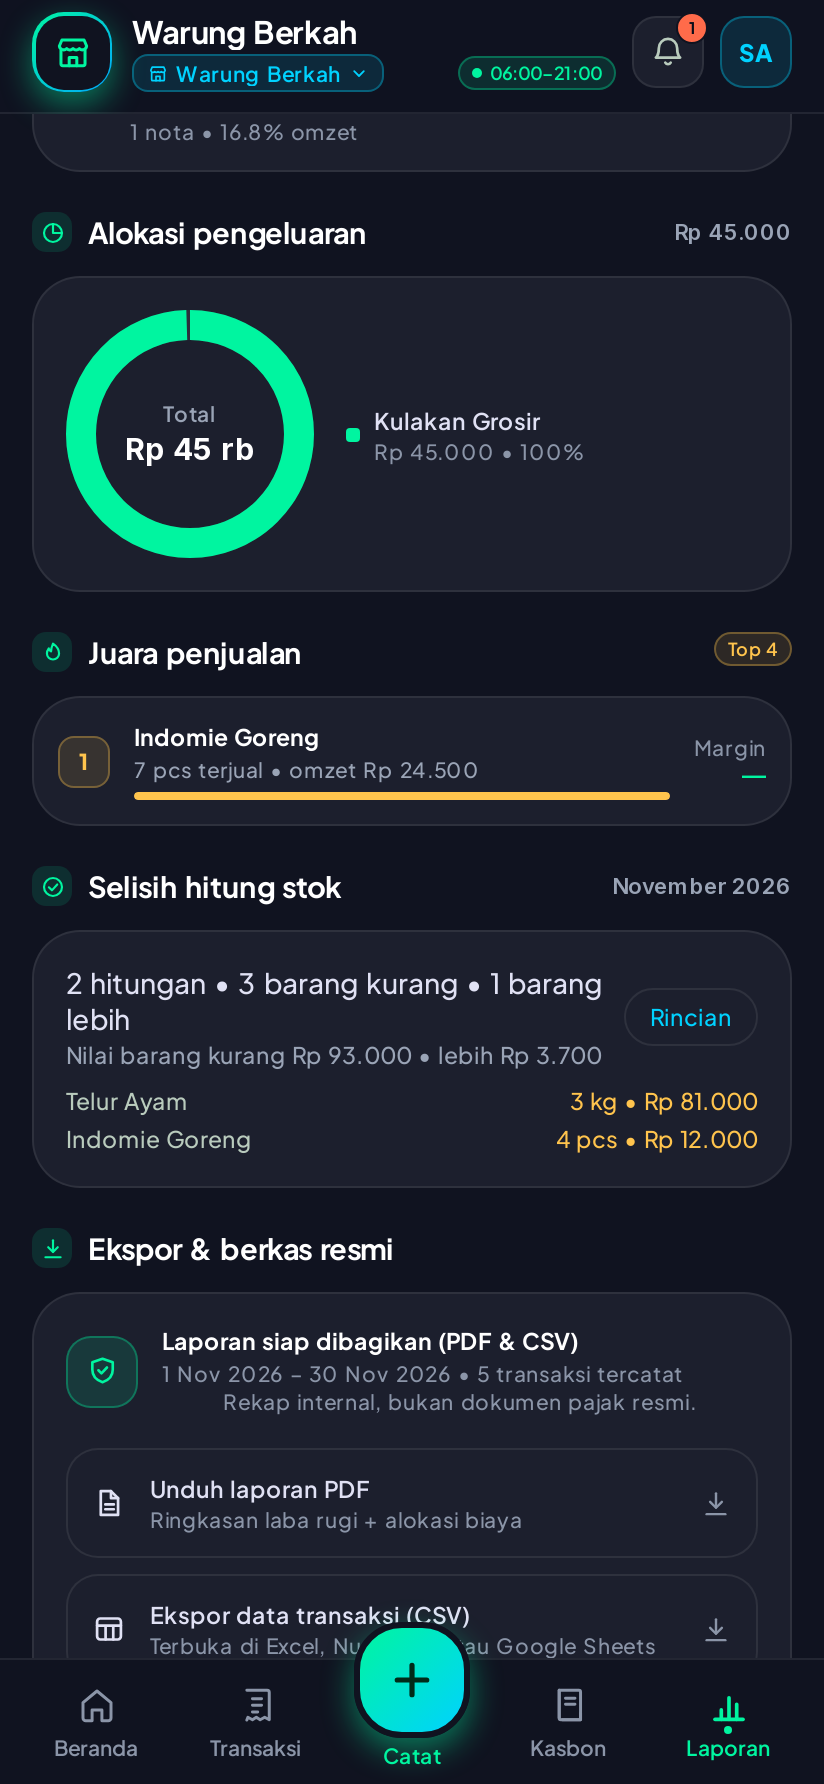 Warung Berkah
Warung Berkah
06:00–21:00
1
SA
1 nota • 16.8% omzet
Alokasi pengeluaran
Rp 45.000
Total
Rp 45 rb
Kulakan Grosir
Rp 45.000 • 100%
Juara penjualan
Top 4
1
Indomie Goreng
7 pcs terjual • omzet Rp 24.500
Margin
—
Selisih hitung stok
November 2026
2 hitungan • 3 barang kurang • 1 barang
lebih
Nilai barang kurang Rp 93.000 • lebih Rp 3.700
Rincian
Telur Ayam
3 kg • Rp 81.000
Indomie Goreng
4 pcs • Rp 12.000
Ekspor & berkas resmi
Laporan siap dibagikan (PDF & CSV)
1 Nov 2026 – 30 Nov 2026 • 5 transaksi tercatat
Rekap internal, bukan dokumen pajak resmi.
Unduh laporan PDF
Ringkasan laba rugi + alokasi biaya
Ekspor data transaksi (CSV)
Terbuka di Excel, Google Sheets
Beranda
Transaksi
Catat
Kasbon
Laporan